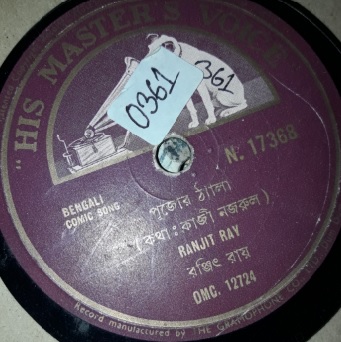 "HIS MASTER'S VOICE"
0361
361
N. 17368
BENGALI
COMIC SONG
পূজোর ঠ্যালা
(কথা: কাজী নজরুল)
RANJIT RAY
রঞ্জিৎ রায়
OMC. 12724
Record manufactured by THE GRAMOPHONE CO.